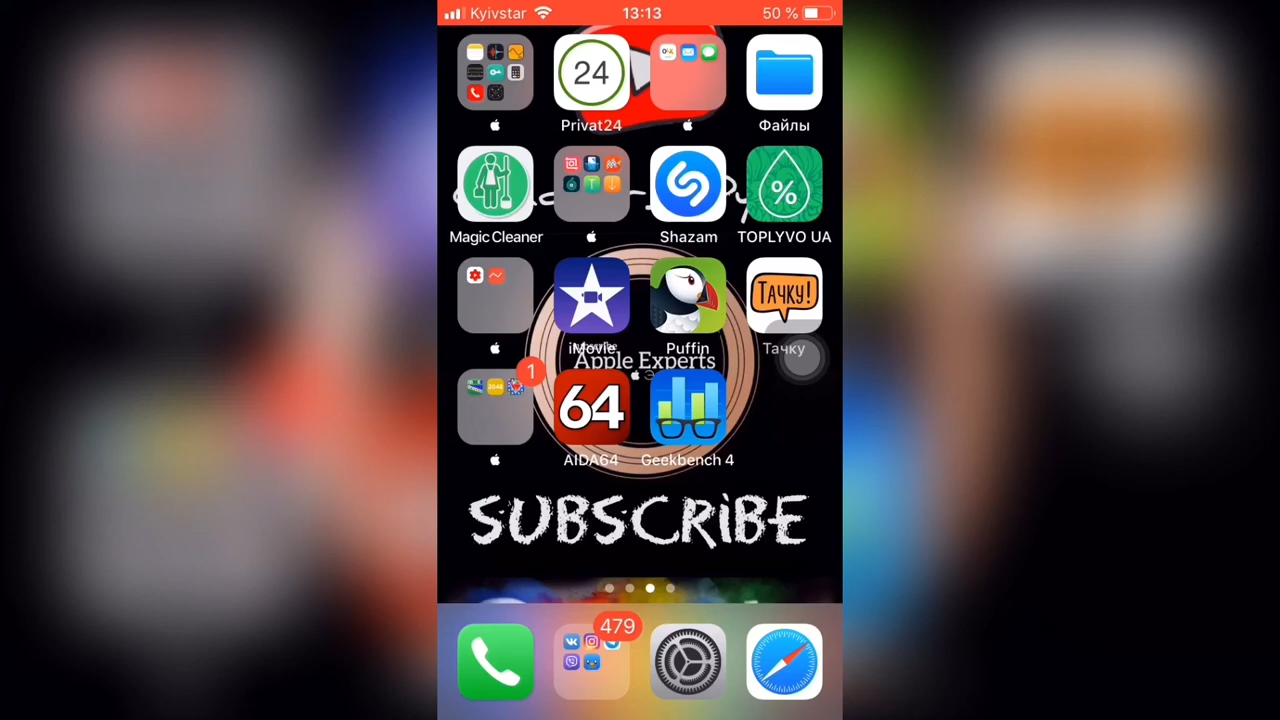 Kyivstar 13:13 50 %
24
Privat24 Файлы
%
Magic Cleaner Shazam TOPLYVO UA
ТАЧКУ!
iMovie Puffin Тачку
Apple Experts
1
64
AIDA64 Geekbench 4
SUBSCRIBE
479